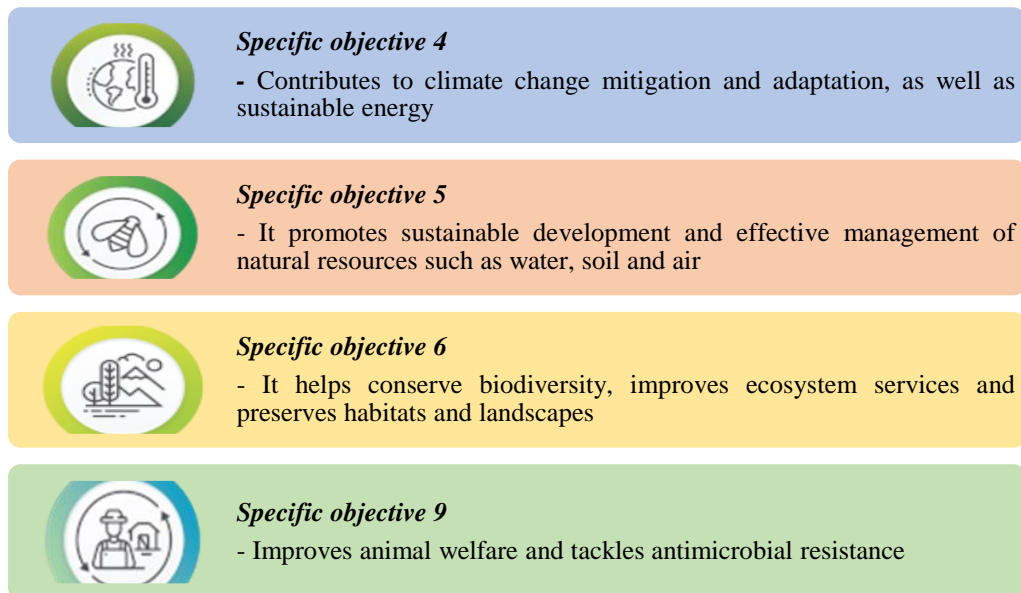 Specific objective 4
- Contributes to climate change mitigation and adaptation, as well as
sustainable energy
Specific objective 5
- It promotes sustainable development and effective management of
natural resources such as water, soil and air
Specific objective 6
- It helps conserve biodiversity, improves ecosystem services and
preserves habitats and landscapes
Specific objective 9
- Improves animal welfare and tackles antimicrobial resistance